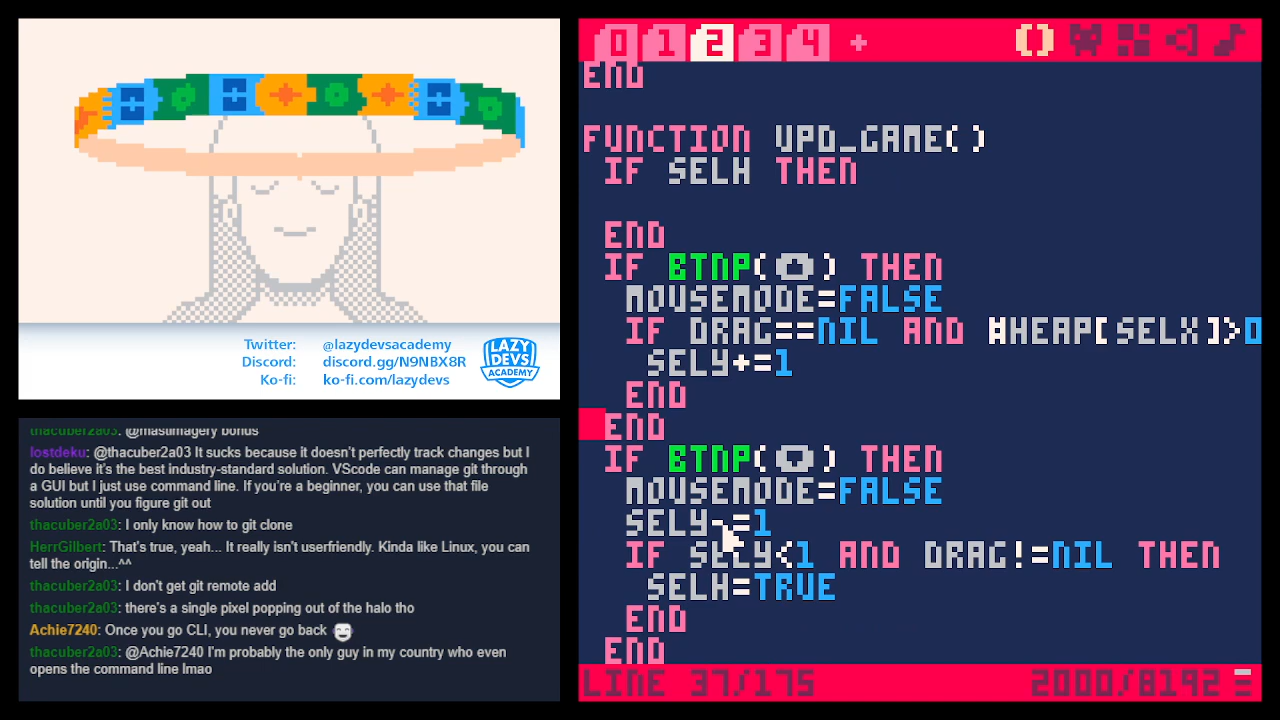 Twitter: @lazydevsacademy
Discord: discord.gg/N9NBX8R
Ko-fi: ko-fi.com/lazydevs
LAZY
DEVS
ACADEMY
thacuber2a03: @mastimagery bonus
lostdeku: @thacuber2a03 It sucks because it doesn't perfectly track changes but I
do believe it's the best industry-standard solution. VScode can manage git through
a GUI but I just use command line. If you're a beginner, you can use that file
solution until you figure git out
thacuber2a03: I only know how to git clone
HerrGilbert: That's true, yeah... It really isn't userfriendly. Kinda like Linux, you can
tell the origin...^^
thacuber2a03: I don't get git remote add
thacuber2a03: there's a single pixel popping out of the halo tho
Achie7240: Once you go CLI, you never go back
thacuber2a03: @Achie7240 I'm probably the only guy in my country who even
opens the command line lmao
0 1 2 3 4 +
END
FUNCTION UPD_GAME()
IF SELH THEN
END
IF BTNP(⬆️) THEN
MOUSEMODE=FALSE
IF DRAG==NIL AND #HEAP[SELX]>0
SELY+=1
END
END
IF BTNP(⬇️) THEN
MOUSEMODE=FALSE
SELY-=1
IF SELY<1 AND DRAG!=NIL THEN
SELH=TRUE
END
END
LINE 37/175 2000/8192